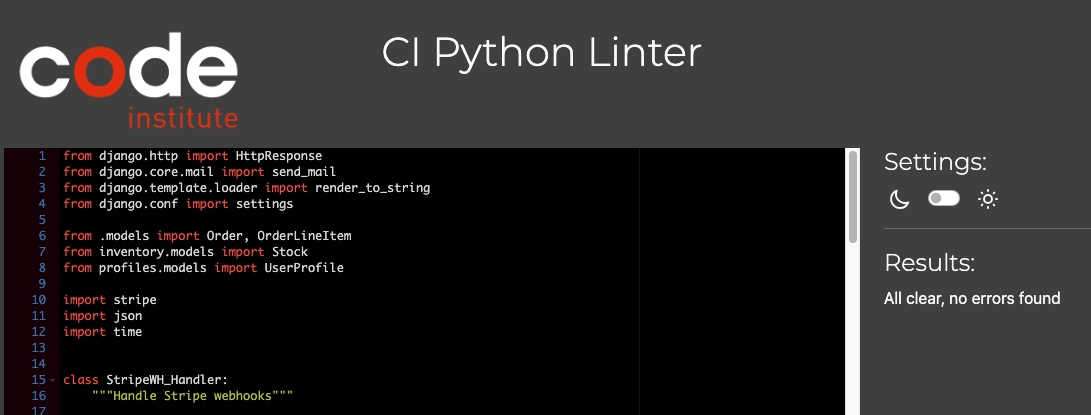 code
institute
CI Python Linter
1 from django.http import HttpResponse
2 from django.core.mail import send_mail
3 from django.template.loader import render_to_string
4 from django.conf import settings
5
6 from .models import Order, OrderLineItem
7 from inventory.models import Stock
8 from profiles.models import UserProfile
9
10 import stripe
11 import json
12 import time
13
14
15 class StripeWH_Handler:
16     """Handle Stripe webhooks"""
17
Settings:
Results:
All clear, no errors found